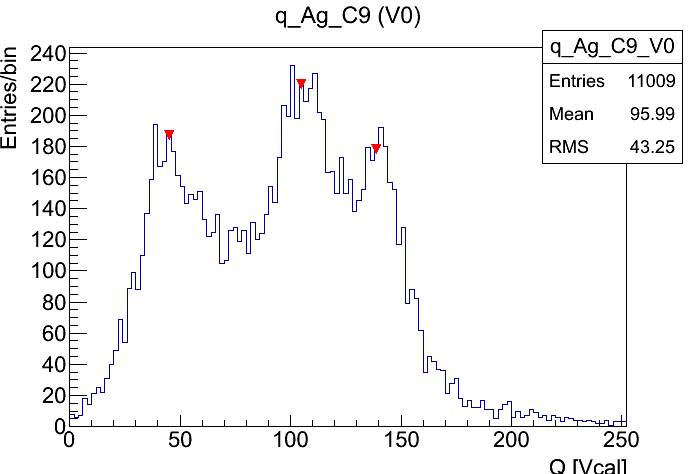 q_Ag_C9 (V0)
q_Ag_C9_V0
Entries 11009
Mean 95.99
RMS 43.25
Entries/bin
240
220
200
180
160
140
120
100
80
60
40
20
0
0 50 100 150 200 250
Q [Vcal]